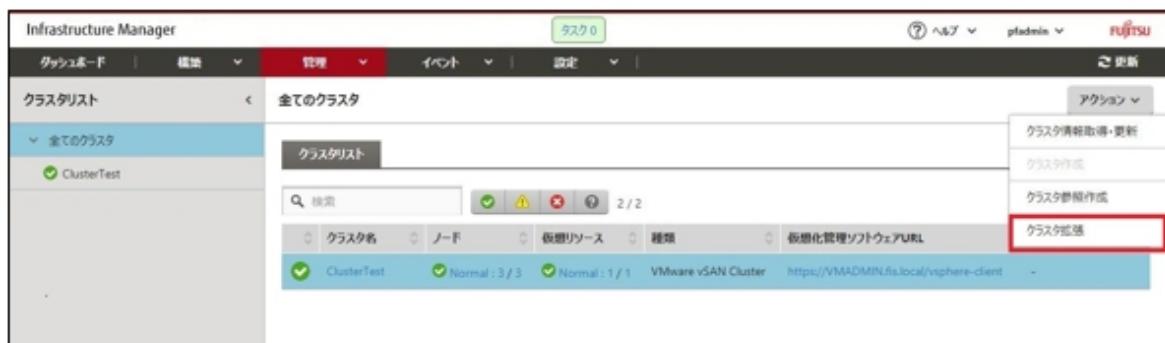 Infrastructure Manager タスク 0 ヘルプ pfadmin FUJITSU
ダッシュボード 構築 管理 イベント 設定 更新
クラスタリスト 全てのクラスタ アクション
全てのクラスタ クラスタ情報取得・更新
クラスタリスト クラスタ作成
ClusterTest
検索 2 / 2 クラスタ参照作成
クラスタ名 ノード 仮想リソース 種類 仮想化管理ソフトウェアURL クラスタ拡張
ClusterTest Normal : 3 / 3 Normal : 1 / 1 VMware vSAN Cluster https://VMADMIN.fis.local/vsphere-client -